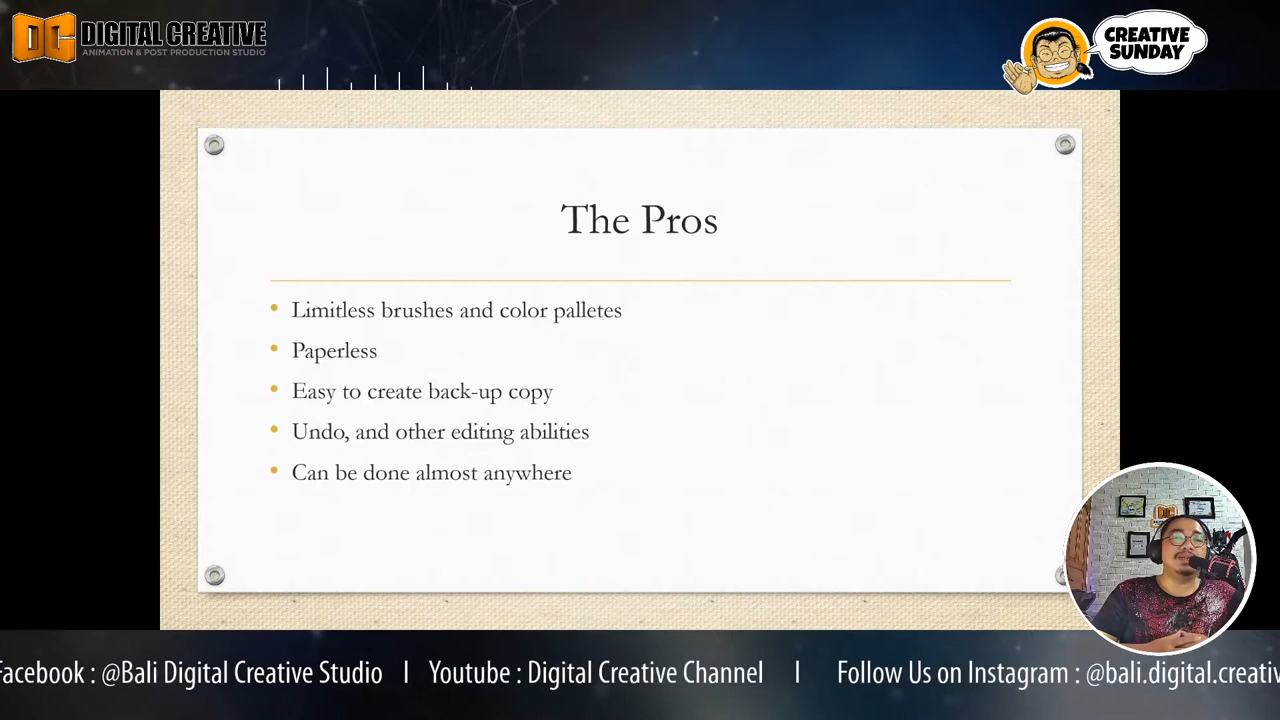 DC DIGITAL CREATIVE
ANIMATION & POST PRODUCTION STUDIO
CREATIVE
SUNDAY
The Pros
• Limitless brushes and color palletes
• Paperless
• Easy to create back-up copy
• Undo, and other editing abilities
• Can be done almost anywhere
Facebook : @Bali Digital Creative Studio I Youtube : Digital Creative Channel I Follow Us on Instagram : @bali.digital.creativ